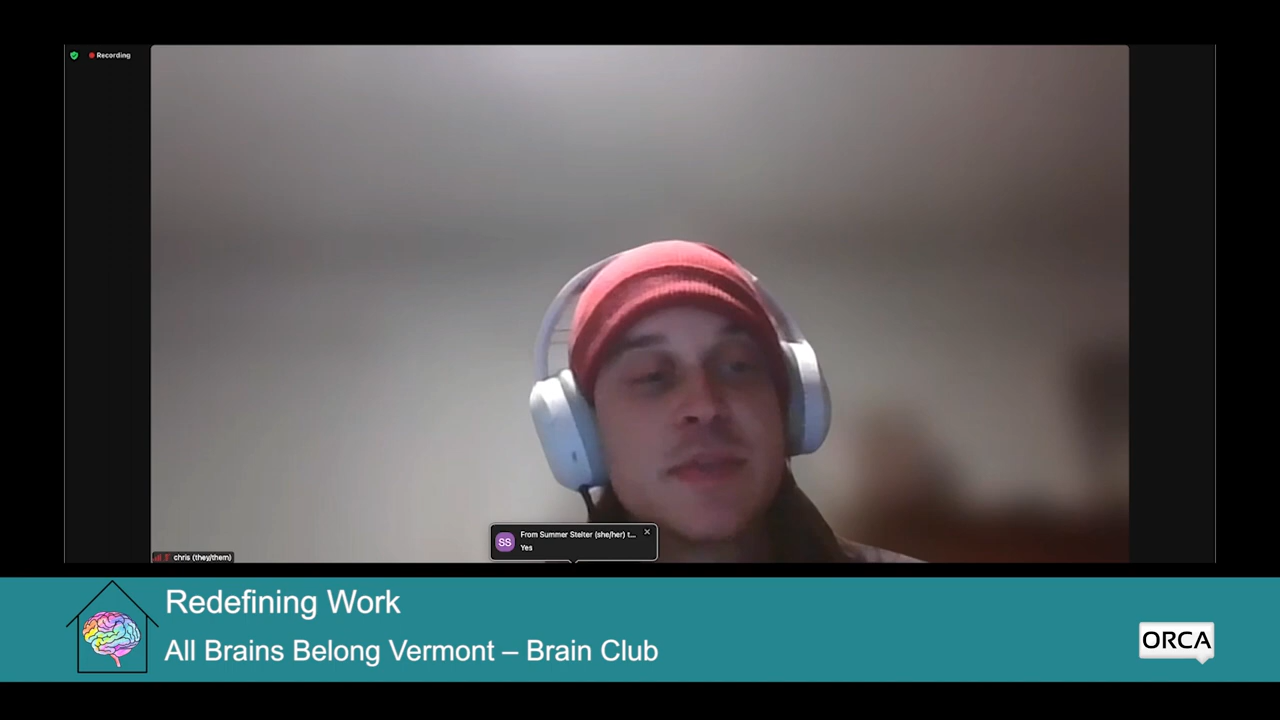 Recording
From Summer Stelter (she/her) t...
SS
Yes
chris (they/them)
Redefining Work
All Brains Belong Vermont – Brain Club
ORCA